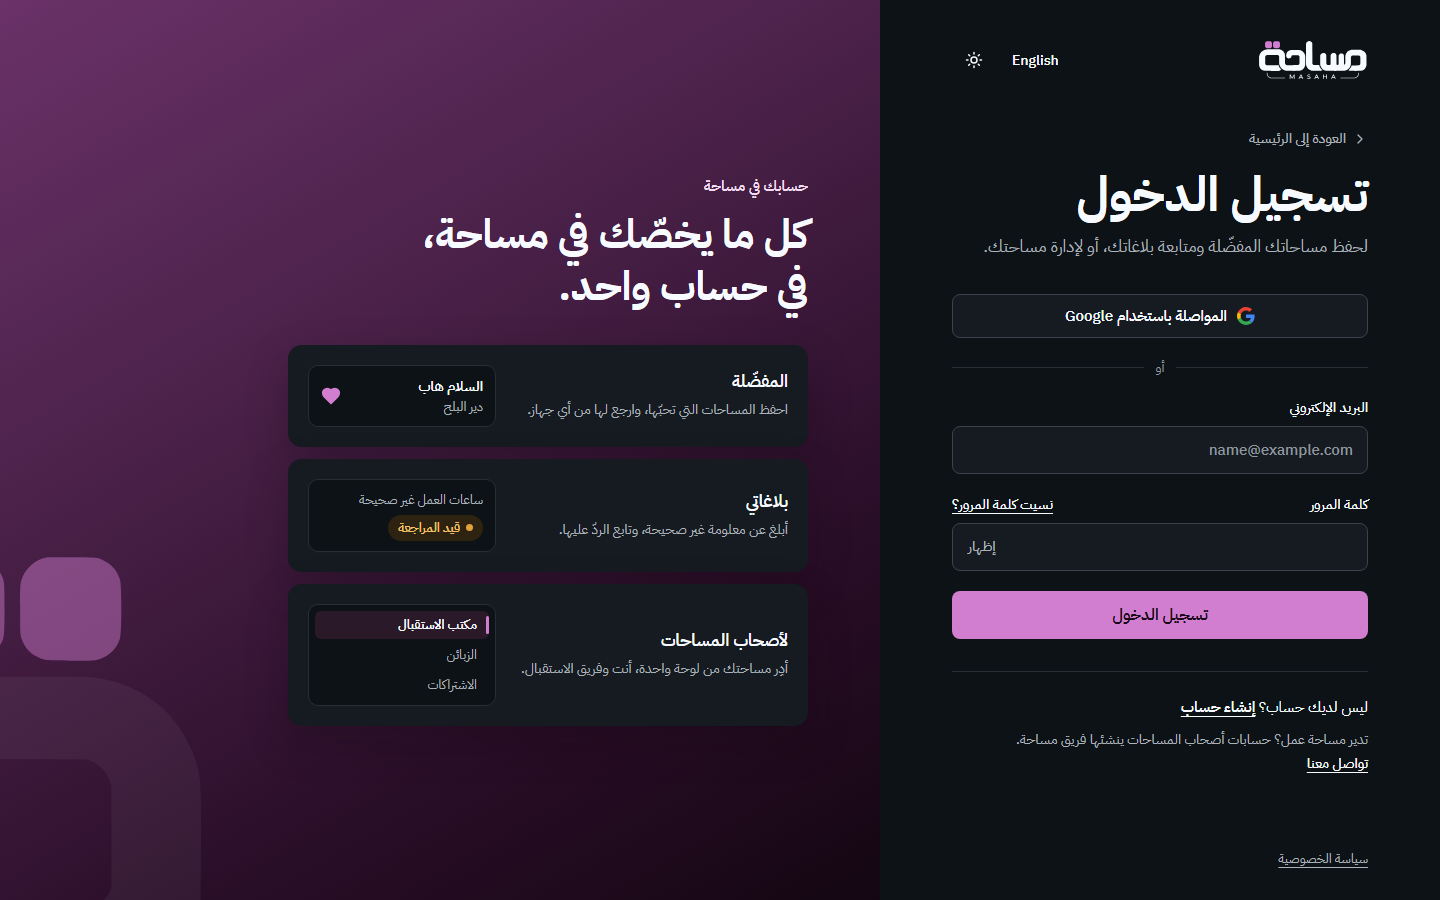 مساحة
MASAHA
English
العودة إلى الرئيسية
تسجيل الدخول
لحفظ مساحاتك المفضّلة ومتابعة بلاغاتك، أو لإدارة مساحتك.
المواصلة باستخدام Google
أو
البريد الإلكتروني
name@example.com
كلمة المرور
نسيت كلمة المرور؟
إظهار
تسجيل الدخول
ليس لديك حساب؟ إنشاء حساب
تدير مساحة عمل؟ حسابات أصحاب المساحات ينشئها فريق مساحة.
تواصل معنا
سياسة الخصوصية
حسابك في مساحة
كل ما يخصّك في مساحة،
في حساب واحد.
المفضّلة
احفظ المساحات التي تحبّها، وارجع لها من أي جهاز.
السلام هاب
دير البلح
بلاغاتي
أبلغ عن معلومة غير صحيحة، وتابع الردّ عليها.
ساعات العمل غير صحيحة
قيد المراجعة
لأصحاب المساحات
أدِر مساحتك من لوحة واحدة، أنت وفريق الاستقبال.
مكتب الاستقبال
الزبائن
الاشتراكات